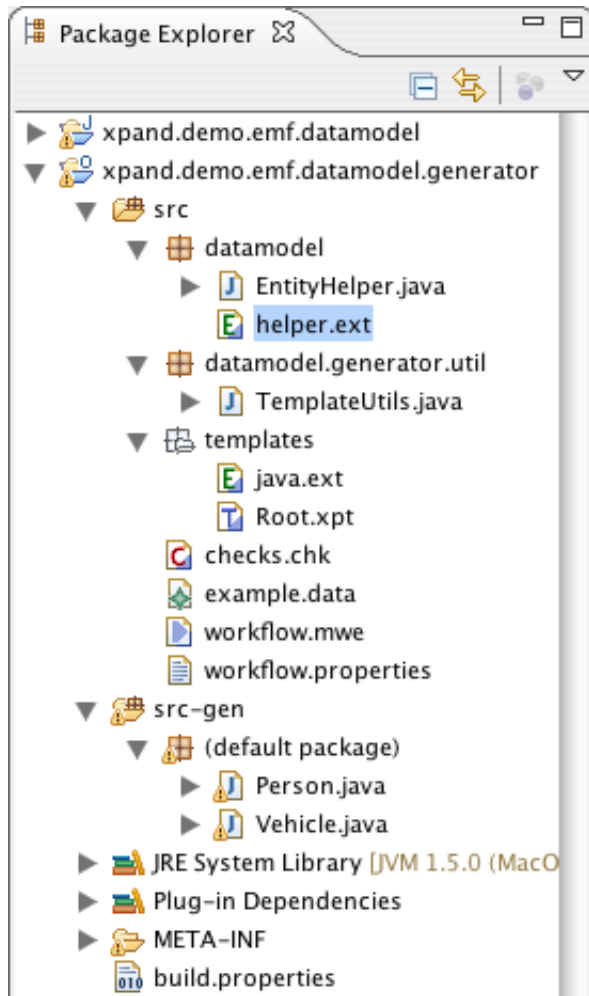 Package Explorer
xpand.demo.emf.datamodel
xpand.demo.emf.datamodel.generator
src
datamodel
EntityHelper.java
helper.ext
datamodel.generator.util
TemplateUtils.java
templates
java.ext
Root.xpt
checks.chk
example.data
workflow.mwe
workflow.properties
src-gen
(default package)
Person.java
Vehicle.java
JRE System Library [JVM 1.5.0 (MacO
Plug-in Dependencies
META-INF
build.properties